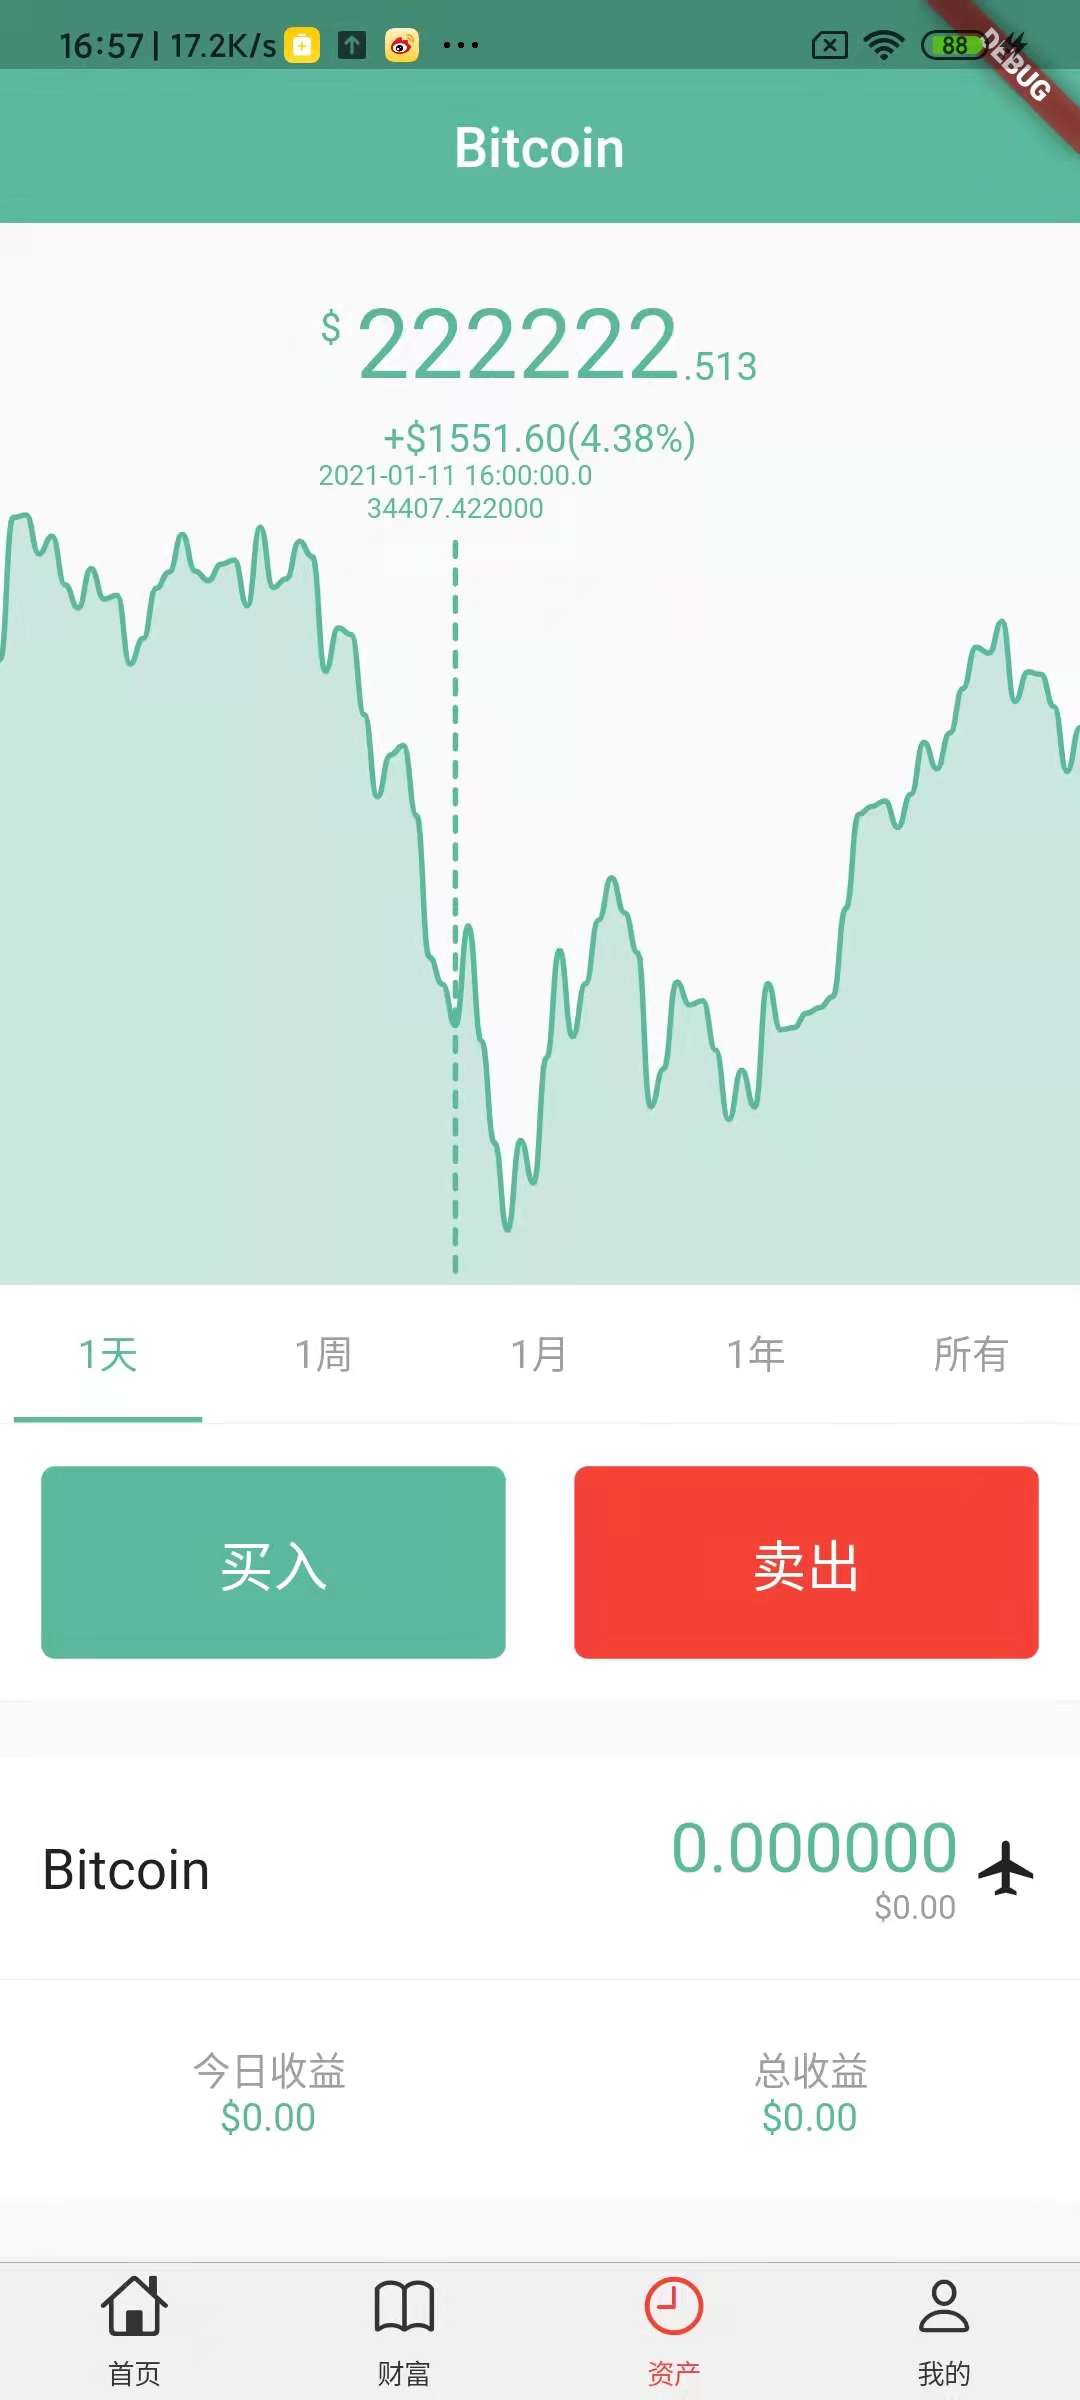 16:57 | 17.2K/s
88
DEBUG
Bitcoin
$ 222222.513
+$1551.60(4.38%)
2021-01-11 16:00:00.0
34407.422000
1天 1周 1月 1年 所有
买入 卖出
Bitcoin 0.000000
$0.00
今日收益 总收益
$0.00 $0.00
首页 财富 资产 我的